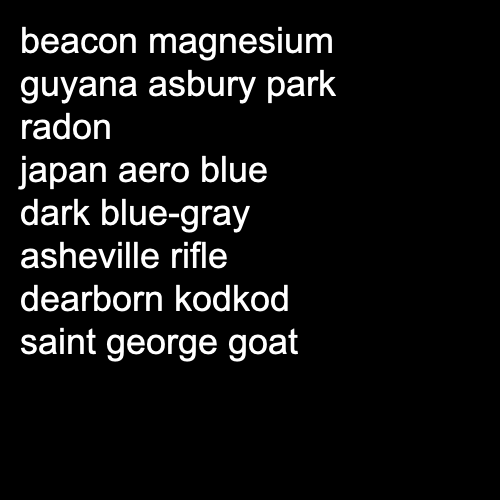 beacon magnesium
guyana asbury park
radon
japan aero blue
dark blue-gray
asheville rifle
dearborn kodkod
saint george goat